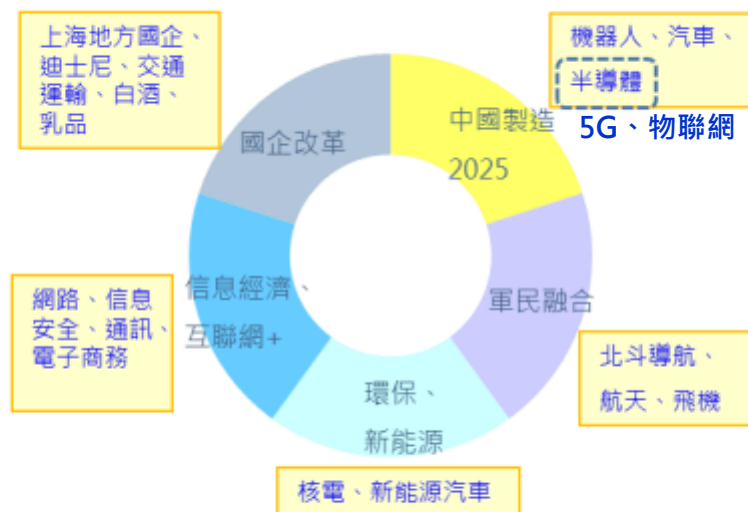 上海地方國企、
迪士尼、交通
運輸、白酒、
乳品
國企改革
機器人、汽車、
半導體
5G、物聯網
中國製造
2025
網路、信息
安全、通訊、
電子商務
信息經濟、
互聯網+
軍民融合
北斗導航、
航天、飛機
環保、
新能源
核電、新能源汽車